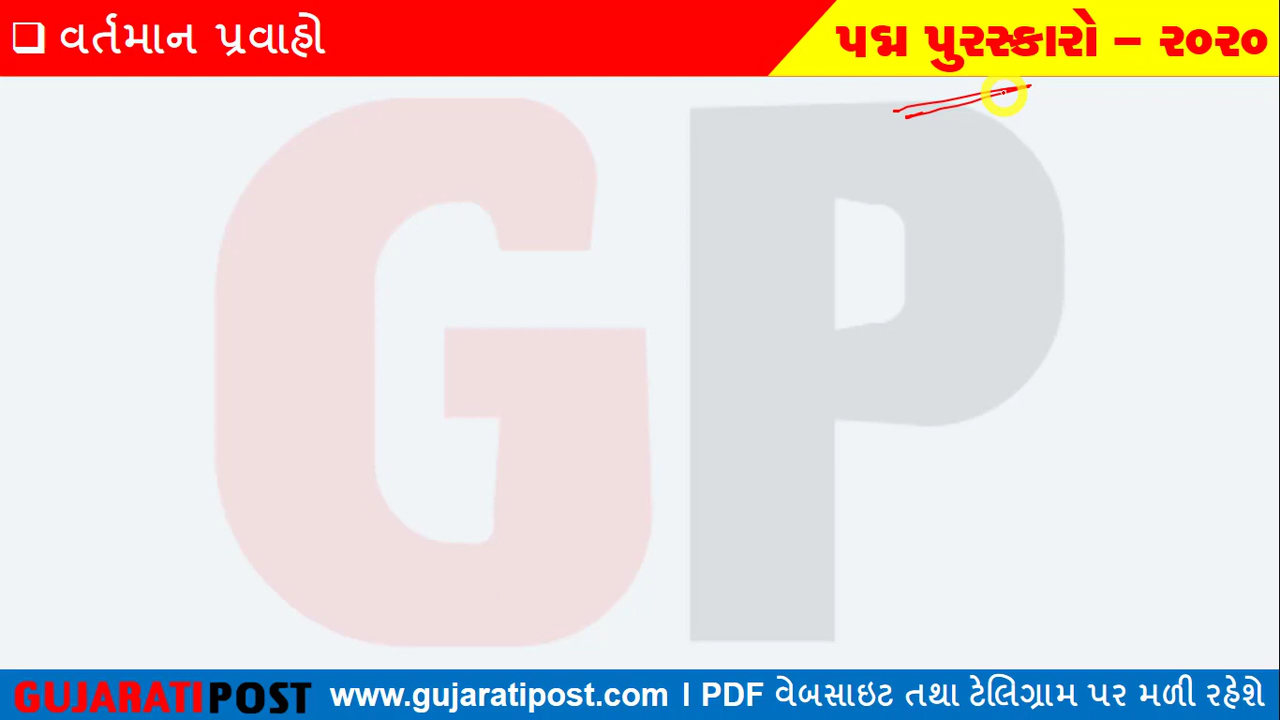 ❑ વર્તમાન પ્રવાહો
પદ્મ પુરસ્કારો – ૨૦૨૦
GP
GUJARATIPOST www.gujaratipost.com I PDF વેબસાઇટ તથા ટેલિગ્રામ પર મળી રહેશે